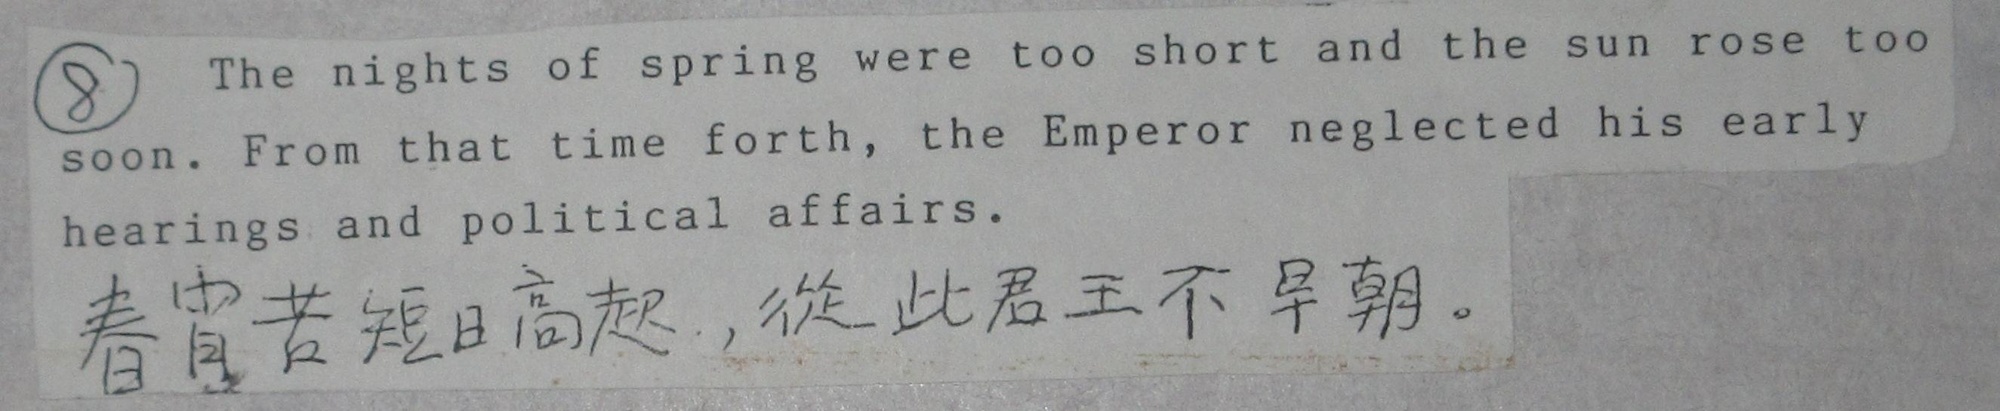 ⑧ The nights of spring were too short and the sun rose too
soon. From that time forth, the Emperor neglected his early
hearings and political affairs.
春宵苦短日高起，從此君王不早朝。